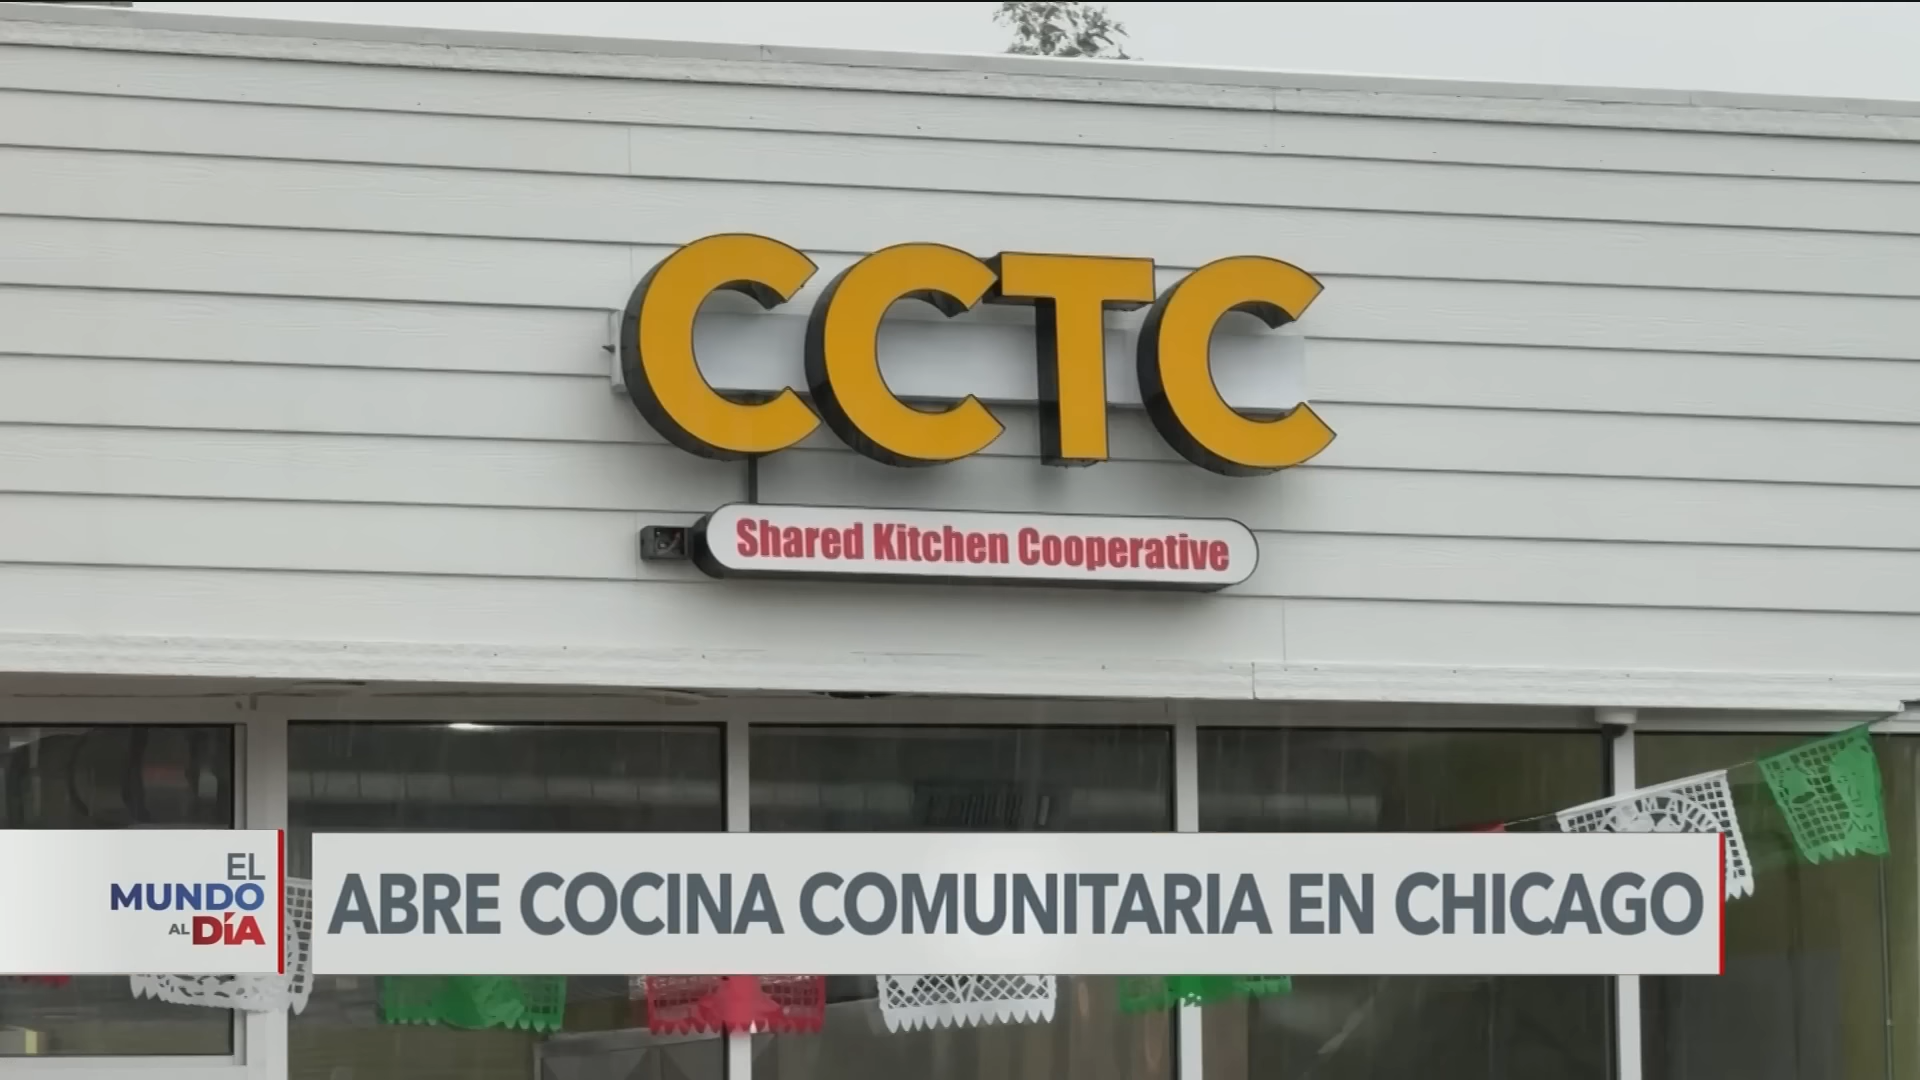 CCTC
Shared Kitchen Cooperative
EL
MUNDO
AL DÍA
ABRE COCINA COMUNITARIA EN CHICAGO